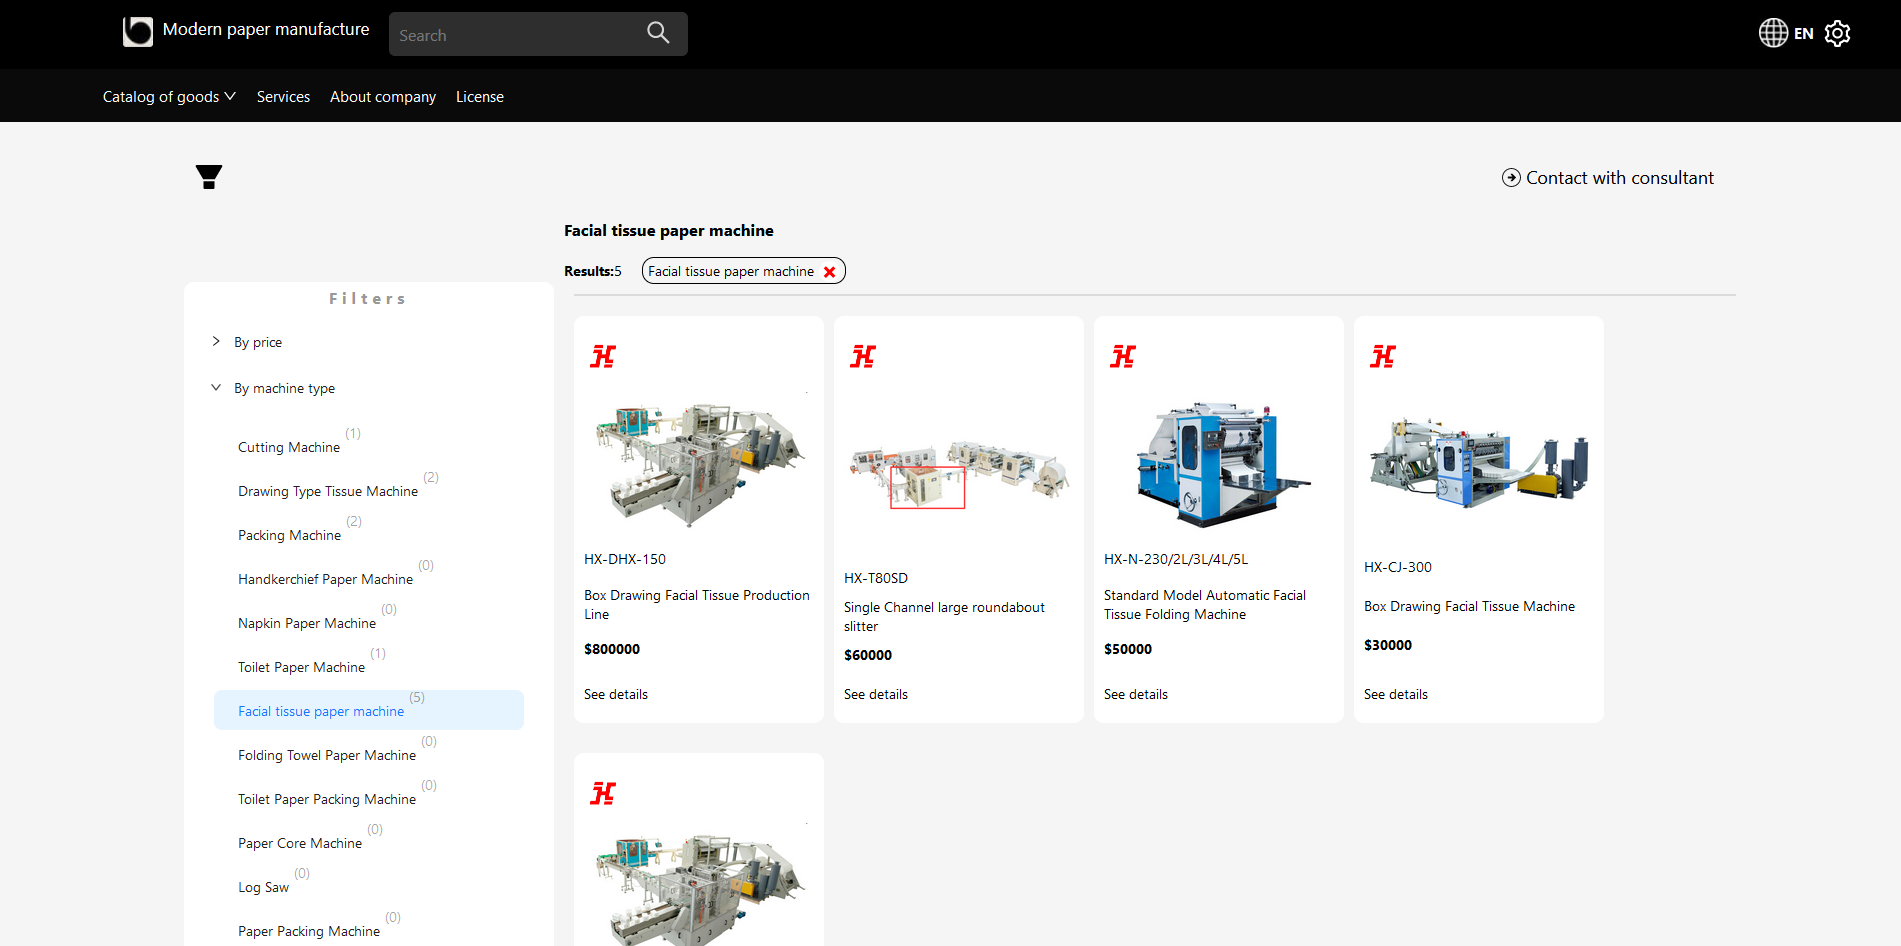 Modern paper manufacture
Search
EN
Catalog of goods
Services
About company
License
Contact with consultant
Facial tissue paper machine
Results:5
Facial tissue paper machine
Filters
By price
By machine type
Cutting Machine (1)
Drawing Type Tissue Machine (2)
Packing Machine (2)
Handkerchief Paper Machine (0)
Napkin Paper Machine (0)
Toilet Paper Machine (1)
Facial tissue paper machine (5)
Folding Towel Paper Machine (0)
Toilet Paper Packing Machine (0)
Paper Core Machine (0)
Log Saw (0)
Paper Packing Machine (0)
HX-DHX-150
Box Drawing Facial Tissue Production
Line
$800000
See details
HX-T80SD
Single Channel large roundabout
slitter
$60000
See details
HX-N-230/2L/3L/4L/5L
Standard Model Automatic Facial
Tissue Folding Machine
$50000
See details
HX-CJ-300
Box Drawing Facial Tissue Machine
$30000
See details